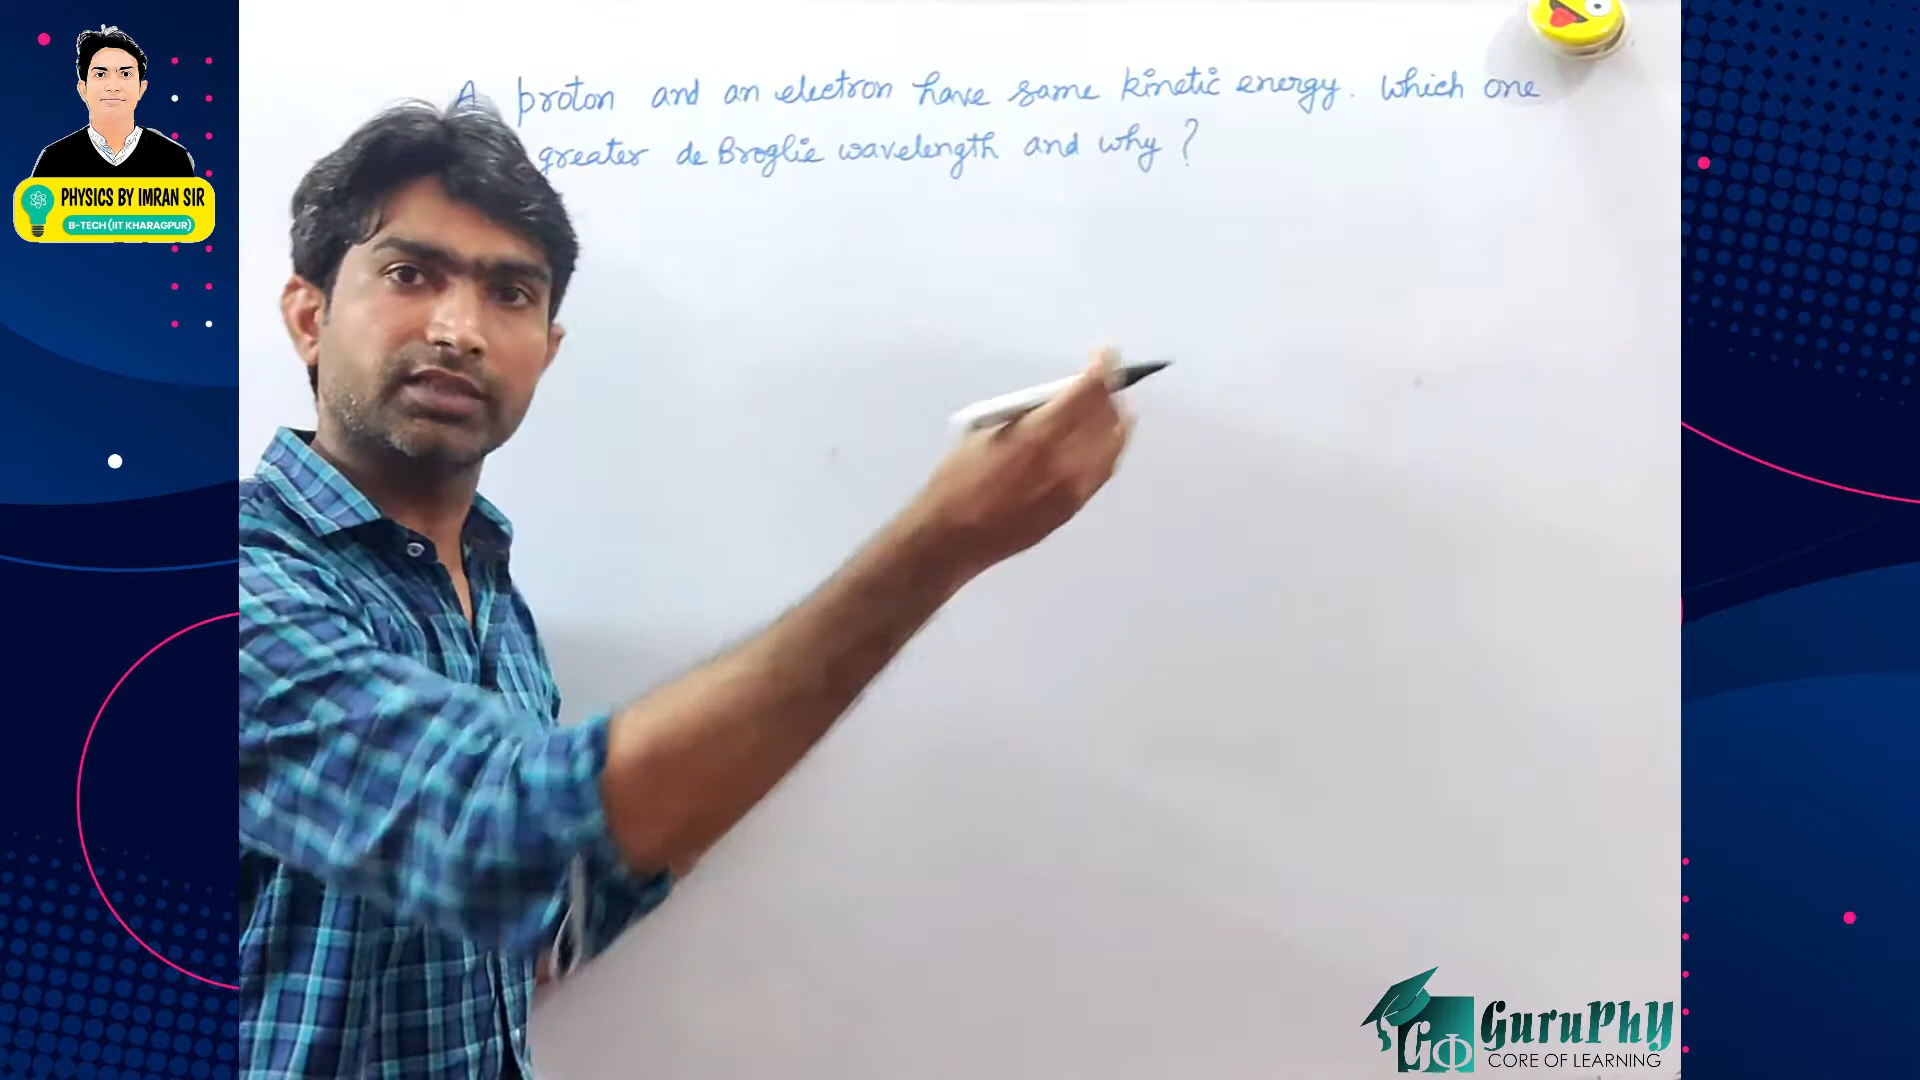 A proton and an electron have same kinetic energy. Which one
greater de Broglie wavelength and why ?
PHYSICS BY IMRAN SIR
B-TECH (IIT KHARAGPUR)
GΦ
GuruPhy
CORE OF LEARNING